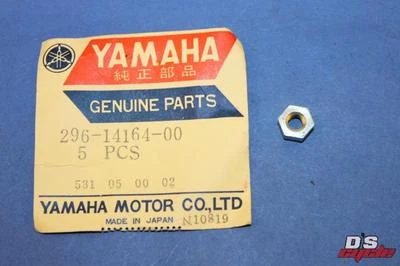 YAMAHA
純正部品
GENUINE PARTS
296-14164-00
5 PCS
531 05 00 02
YAMAHA MOTOR CO.,LTD
MADE IN JAPAN N10819
D's
cycle